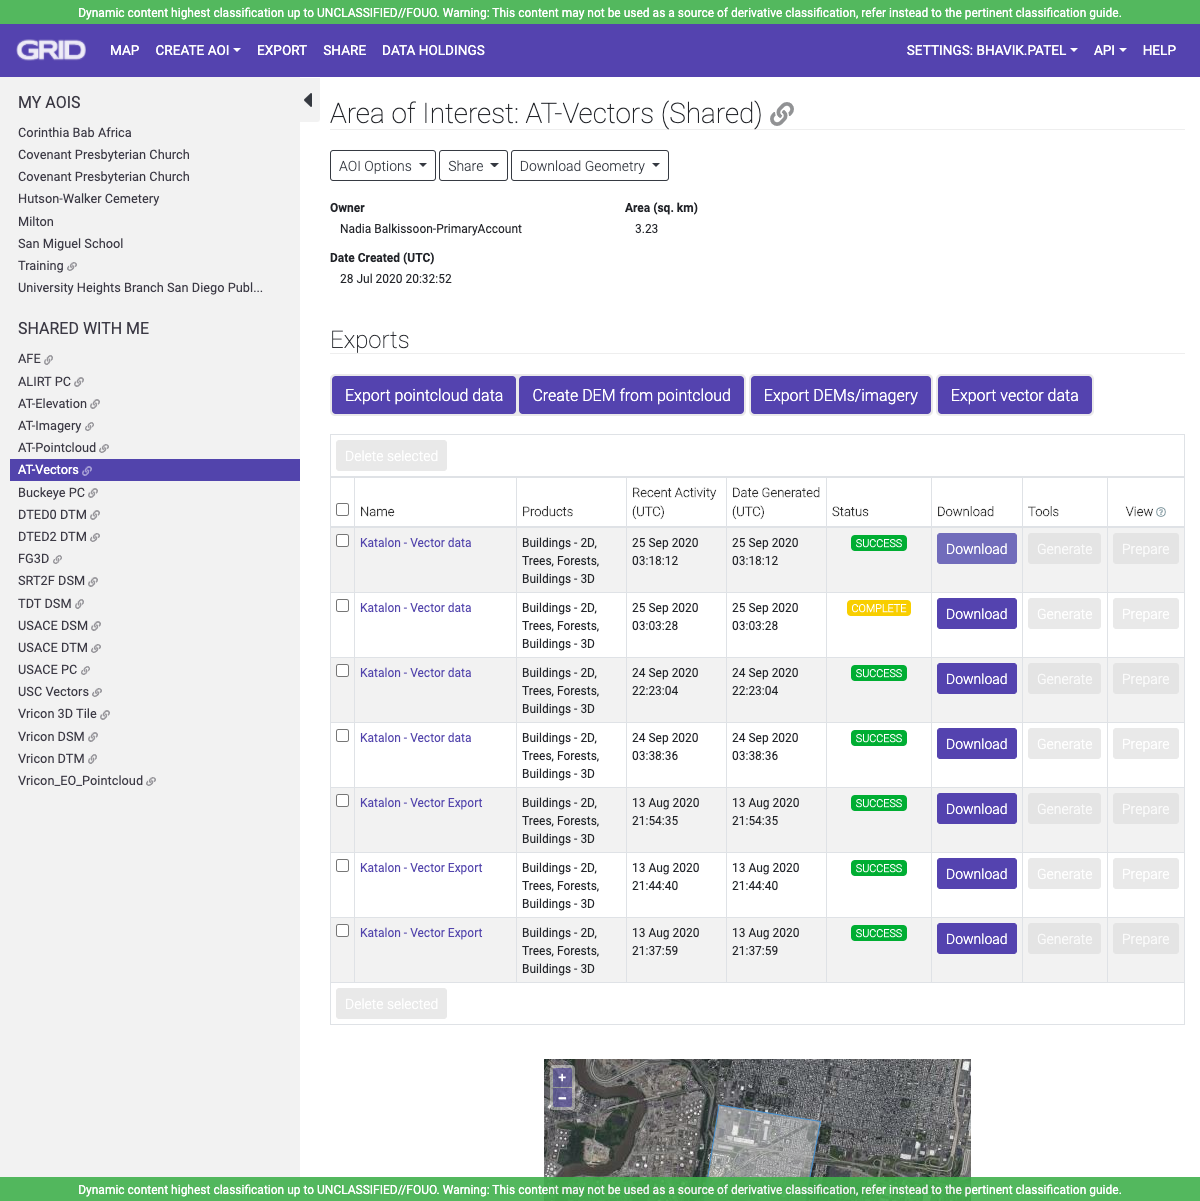 Dynamic content highest classification up to UNCLASSIFIED//FOUO. Warning: This content may not be used as a source of derivative classification, refer instead to the pertinent classification guide.
GRID MAP CREATE AOI EXPORT SHARE DATA HOLDINGS SETTINGS: BHAVIK.PATEL API HELP
MY AOIS
Corinthia Bab Africa
Covenant Presbyterian Church
Covenant Presbyterian Church
Hutson-Walker Cemetery
Milton
San Miguel School
Training
University Heights Branch San Diego Publ...
SHARED WITH ME
AFE
ALIRT PC
AT-Elevation
AT-Imagery
AT-Pointcloud
AT-Vectors
Buckeye PC
DTED0 DTM
DTED2 DTM
FG3D
SRT2F DSM
TDT DSM
USACE DSM
USACE DTM
USACE PC
USC Vectors
Vricon 3D Tile
Vricon DSM
Vricon DTM
Vricon_EO_Pointcloud
Area of Interest: AT-Vectors (Shared)
AOI Options Share Download Geometry
Owner Area (sq. km)
Nadia Balkissoon-PrimaryAccount 3.23
Date Created (UTC)
28 Jul 2020 20:32:52
Exports
Export pointcloud data Create DEM from pointcloud Export DEMs/imagery Export vector data
Delete selected
Recent Activity Date Generated
Name Products (UTC) (UTC) Status Download Tools View
Katalon - Vector data Buildings - 2D, 25 Sep 2020 25 Sep 2020 SUCCESS Download Generate Prepare
Trees, Forests, 03:18:12 03:18:12
Buildings - 3D
Katalon - Vector data Buildings - 2D, 25 Sep 2020 25 Sep 2020 COMPLETE Download Generate Prepare
Trees, Forests, 03:03:28 03:03:28
Buildings - 3D
Katalon - Vector data Buildings - 2D, 24 Sep 2020 24 Sep 2020 SUCCESS Download Generate Prepare
Trees, Forests, 22:23:04 22:23:04
Buildings - 3D
Katalon - Vector data Buildings - 2D, 24 Sep 2020 24 Sep 2020 SUCCESS Download Generate Prepare
Trees, Forests, 03:38:36 03:38:36
Buildings - 3D
Katalon - Vector Export Buildings - 2D, 13 Aug 2020 13 Aug 2020 SUCCESS Download Generate Prepare
Trees, Forests, 21:54:35 21:54:35
Buildings - 3D
Katalon - Vector Export Buildings - 2D, 13 Aug 2020 13 Aug 2020 SUCCESS Download Generate Prepare
Trees, Forests, 21:44:40 21:44:40
Buildings - 3D
Katalon - Vector Export Buildings - 2D, 13 Aug 2020 13 Aug 2020 SUCCESS Download Generate Prepare
Trees, Forests, 21:37:59 21:37:59
Buildings - 3D
Delete selected
+
−
Dynamic content highest classification up to UNCLASSIFIED//FOUO. Warning: This content may not be used as a source of derivative classification, refer instead to the pertinent classification guide.